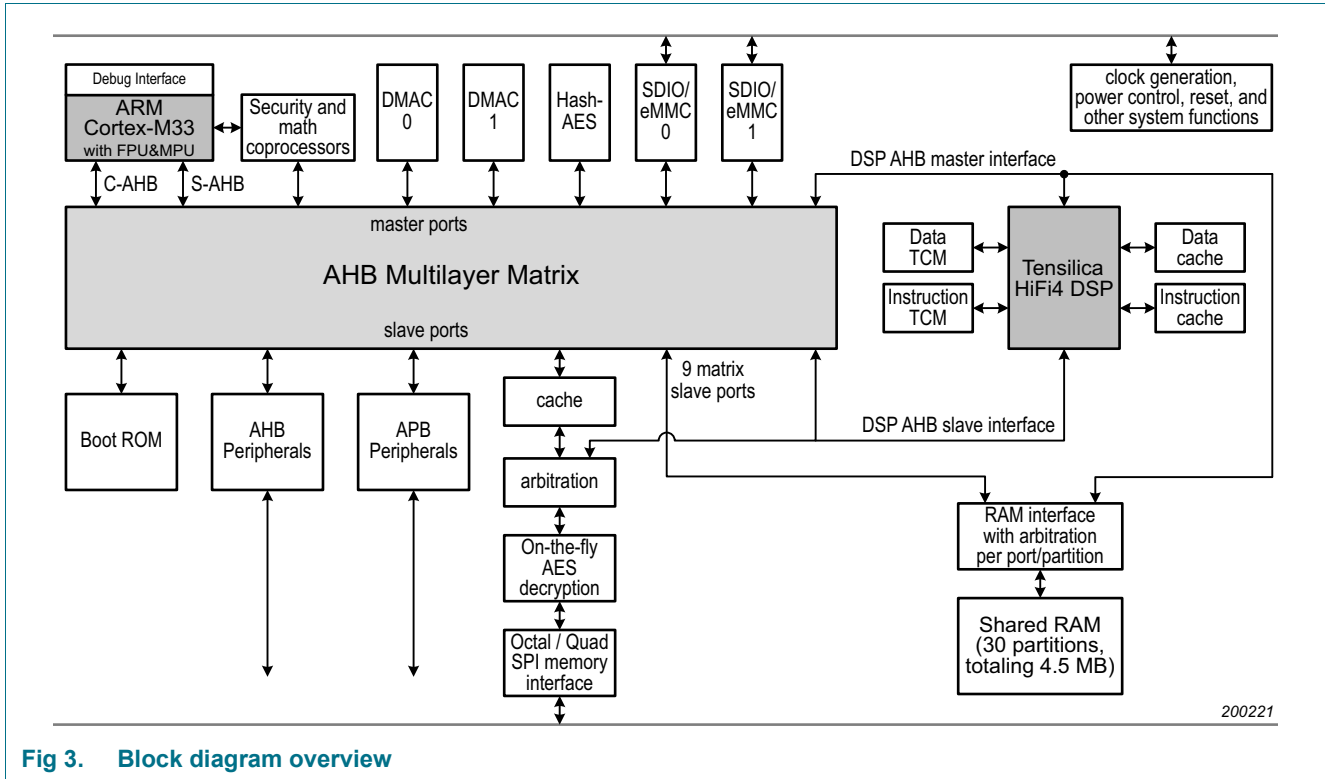 Debug Interface
ARM
Cortex-M33
with FPU&MPU
Security and
math
coprocessors
DMAC
0
DMAC
1
Hash-
AES
SDIO/
eMMC
0
SDIO/
eMMC
1
clock generation,
power control, reset, and
other system functions
C-AHB
S-AHB
DSP AHB master interface
master ports
AHB Multilayer Matrix
slave ports
Data
TCM
Instruction
TCM
Tensilica
HiFi4 DSP
Data
cache
Instruction
cache
Boot ROM
AHB
Peripherals
APB
Peripherals
cache
9 matrix
slave ports
DSP AHB slave interface
arbitration
On-the-fly
AES
decryption
Octal / Quad
SPI memory
interface
RAM interface
with arbitration
per port/partition
Shared RAM
(30 partitions,
totaling 4.5 MB)
200221
Fig 3. Block diagram overview